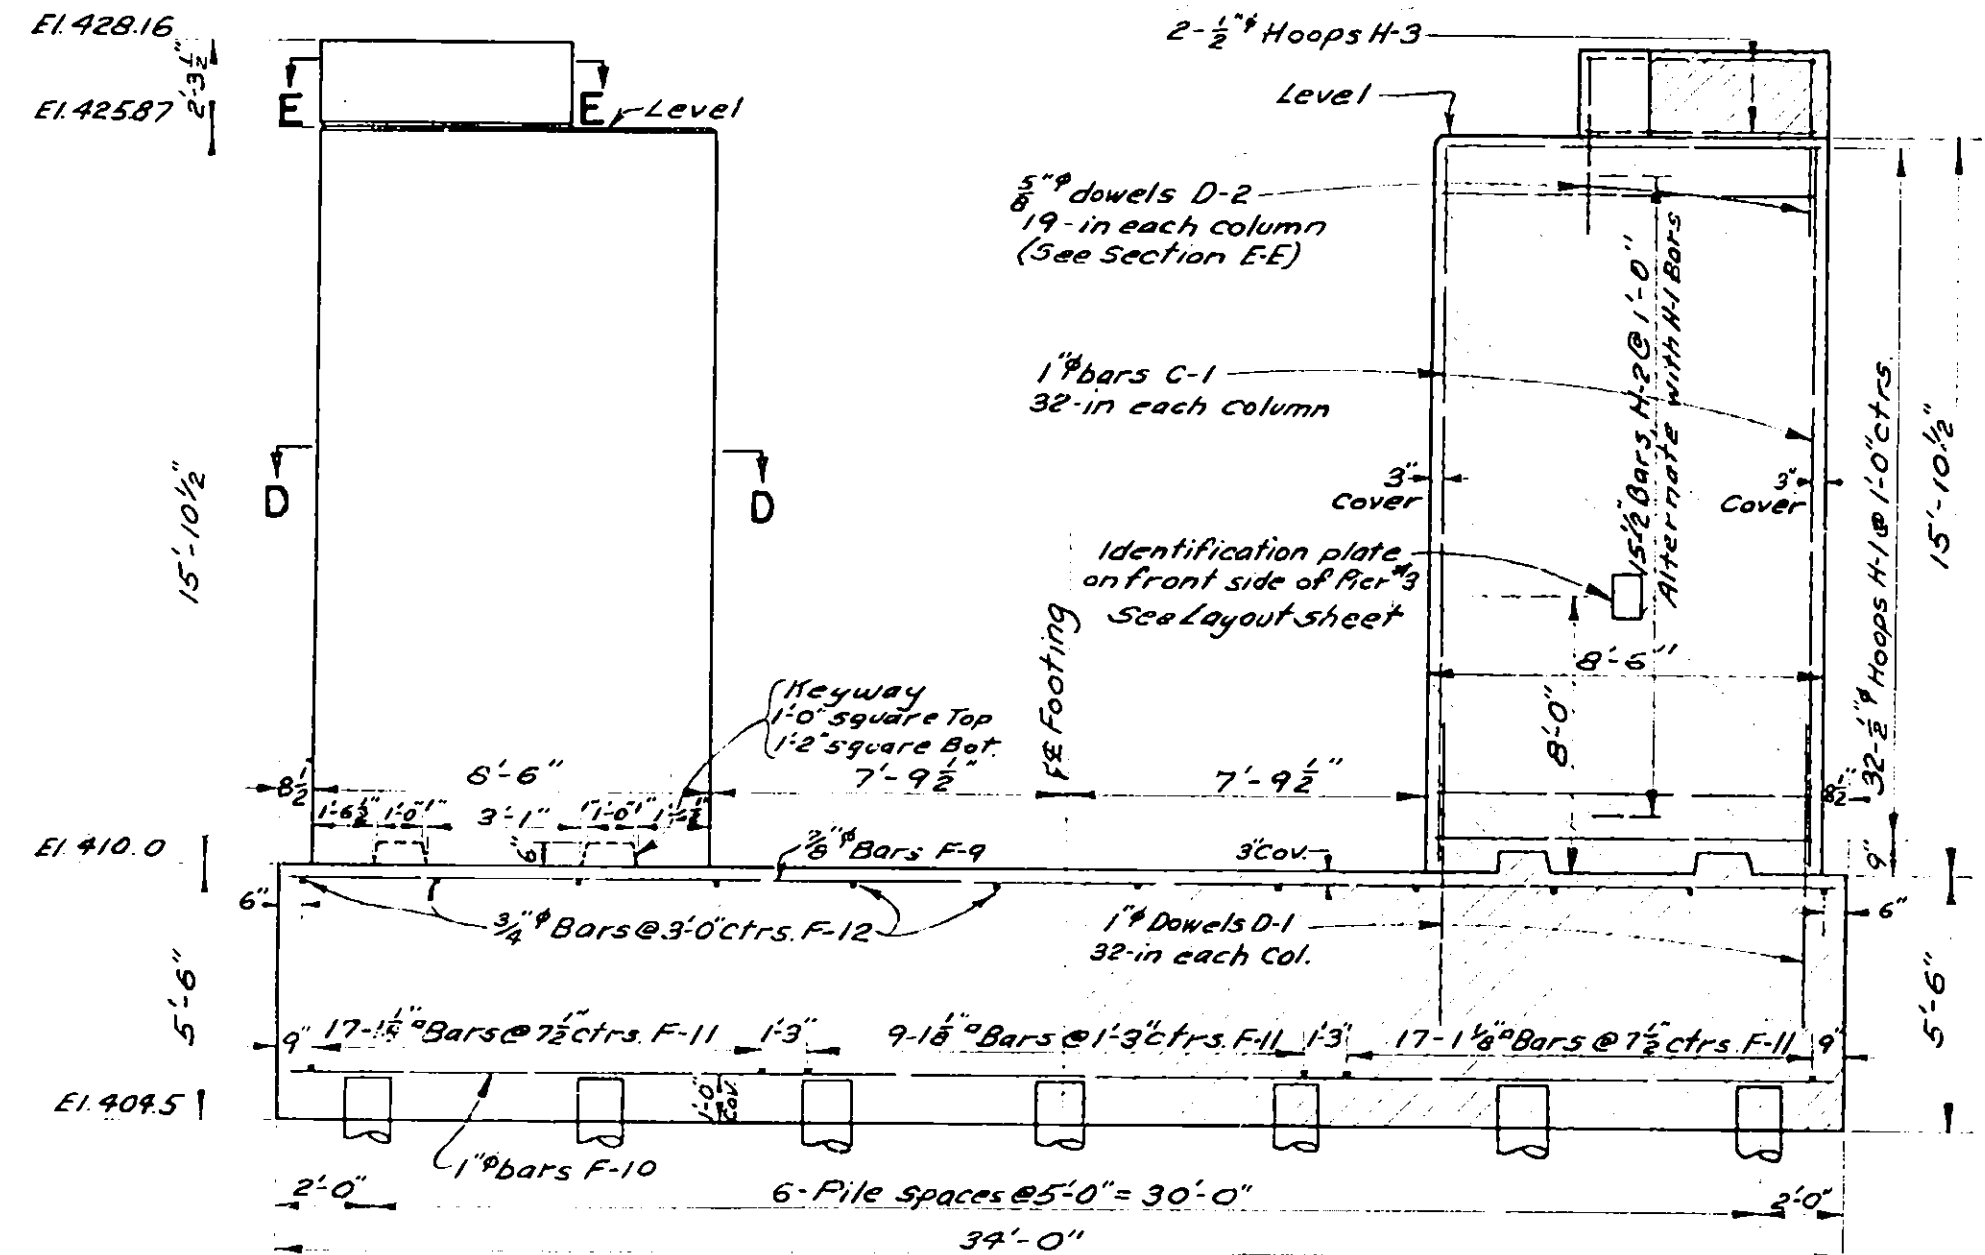 El. 428.16
2'-3 1/2"
El. 425.87
E
E
Level
2-1/2"φ Hoops H-3
Level
5/8"φ dowels D-2
19-in each column
(See Section E-E)
1"φ bars C-1
32-in each column
3"
Cover
3"
Cover
15-1/2" Bars, H-2 @ 1'-0"
Alternate with H-1 Bars
32-1/2"φ Hoops H-1 @ 1'-0" ctrs.
15'-10 1/2"
15'-10 1/2"
D
D
Identification plate
on front side of Pier #3
See Layout sheet
℄ Footing
8'-6"
8'-0"
Keyway
1'-0" square Top
1'-2" square Bot.
8 1/2"
7'-9 1/2"
7'-9 1/2"
8 1/2"
1'-6 1/2"
1'-0"
1"
3'-1"
1"
1'-0"
1"
6"
9"
El. 410.0
7/8"φ Bars F-9
3" Cov.
6"
3/4"φ Bars @ 3'-0" ctrs. F-12
1"φ Dowels D-1
32-in each Col.
6"
5'-6"
5'-6"
9"
Bars @ 7 1/2" ctrs. F-11
1'-3"
9-1 1/8"▫ Bars @ 1'-3" ctrs. F-11
1'-3"
17-1 1/8"▫ Bars @ 7 1/2" ctrs. F-11
9"
El. 404.5
1'-0"
Cov.
1"φ bars F-10
2'-0"
6-Pile spaces @ 5'-0" = 30'-0"
2'-0"
34'-0"